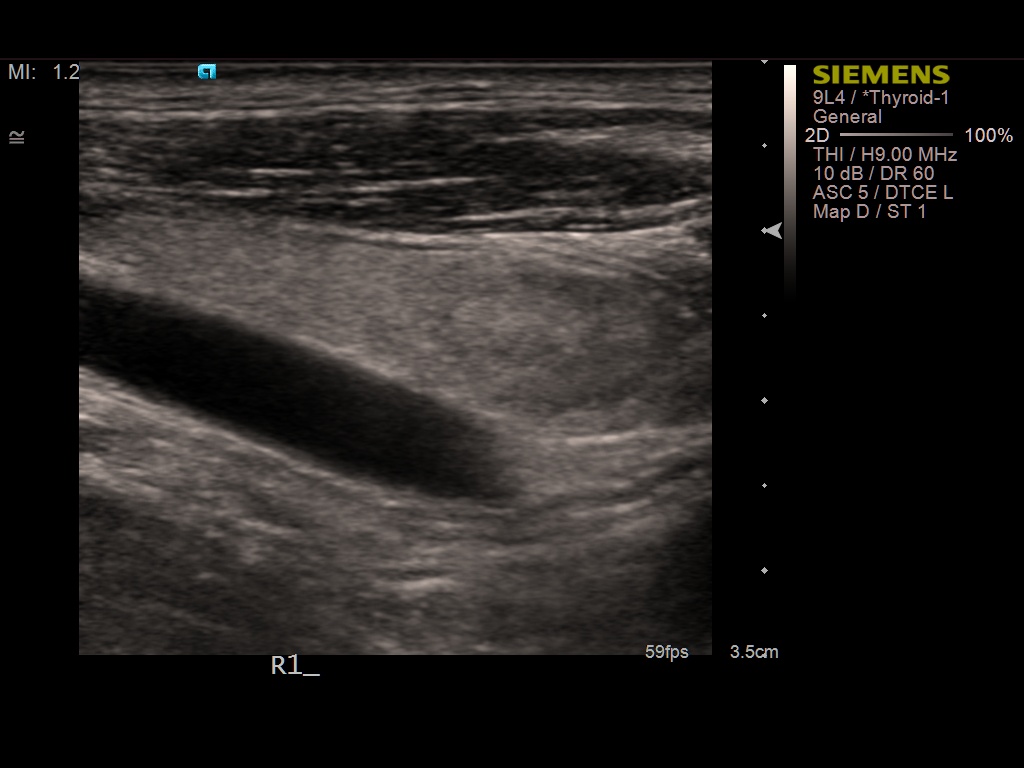 MI: 1.2
SIEMENS
9L4 / *Thyroid-1
General
2D 100%
THI / H9.00 MHz
10 dB / DR 60
ASC 5 / DTCE L
Map D / ST 1
59fps 3.5cm
R1_